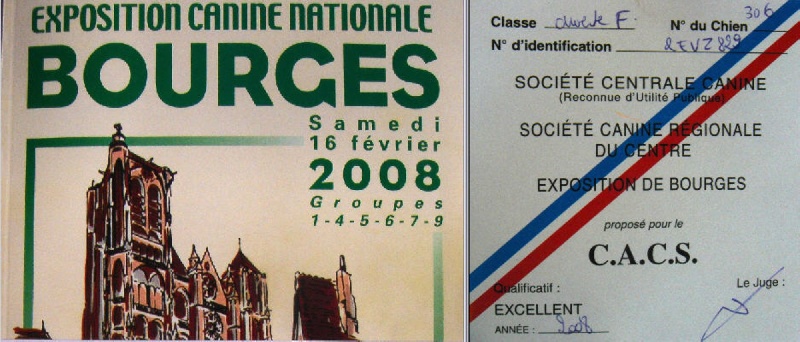 EXPOSITION CANINE NATIONALE
BOURGES
Samedi
16 février
2008
Groupes
1-4-5-6-7-9
Classe ouverte F. N° du Chien 306
N° d'identification 2EVZ829
SOCIÉTÉ CENTRALE CANINE
(Reconnue d'Utilité Publique)
SOCIÉTÉ CANINE RÉGIONALE
DU CENTRE
EXPOSITION DE BOURGES
proposé pour le
C.A.C.S.
Qualificatif :
Le Juge :
EXCELLENT
ANNÉE : 2008